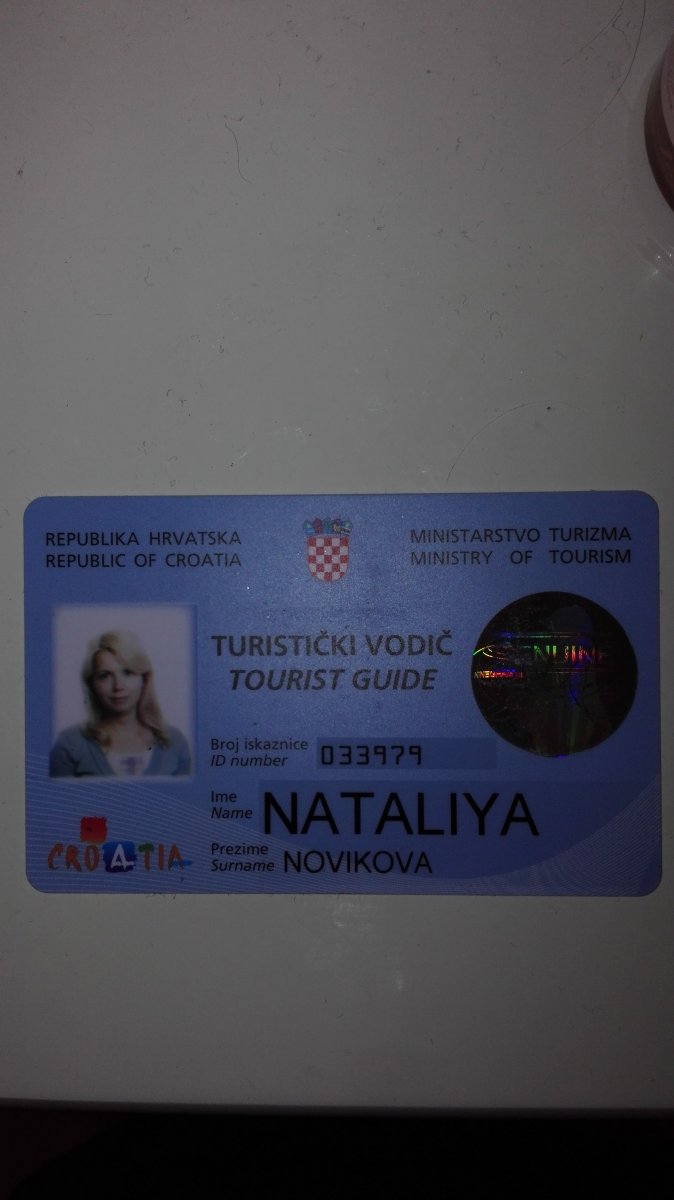 REPUBLIKA HRVATSKA
REPUBLIC OF CROATIA
MINISTARSTVO TURIZMA
MINISTRY OF TOURISM
TURISTIČKI VODIČ
TOURIST GUIDE
GENUINE
Broj iskaznice
ID number
033979
Ime
Name
NATALIYA
Prezime
Surname
NOVIKOVA
CROATIA